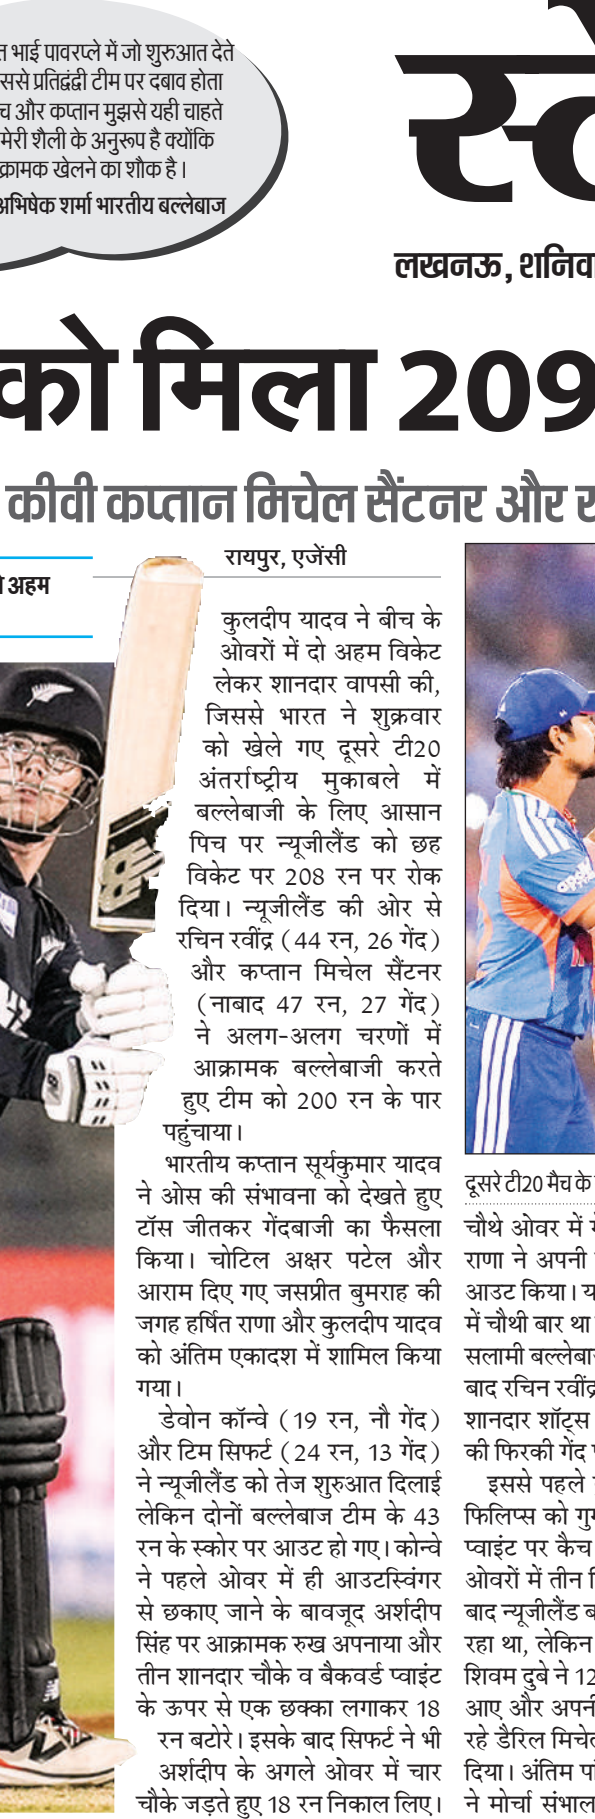 भाई पावरप्ले में जो शुरुआत देते
प्रतिद्वंद्वी टीम पर दबाव होता
और कप्तान मुझसे यही चाहते
मेरी शैली के अनुरूप है क्योंकि
खेलने का शौक है।
अभिषेक शर्मा भारतीय बल्लेबाज
लखनऊ,
को मिला 209
कीवी कप्तान मिचेल सैंटनर और
अहम
रायपुर, एजेंसी
कुलदीप यादव ने बीच के
ओवरों में दो अहम विकेट
लेकर शानदार वापसी की,
जिससे भारत ने शुक्रवार
को खेले गए दूसरे टी20
अंतर्राष्ट्रीय मुकाबले में
बल्लेबाजी के लिए आसान
पिच पर न्यूजीलैंड को छह
विकेट पर 208 रन पर रोक
दिया। न्यूजीलैंड की ओर से
रचिन रवींद्र (44 रन, 26 गेंद)
और कप्तान मिचेल सैंटनर
(नाबाद 47 रन, 27 गेंद)
ने अलग-अलग चरणों में
आक्रामक बल्लेबाजी करते
हुए टीम को 200 रन के पार
पहुंचाया।
भारतीय कप्तान सूर्यकुमार यादव
ने ओस की संभावना को देखते हुए
टॉस जीतकर गेंदबाजी का फैसला
किया। चोटिल अक्षर पटेल और
आराम दिए गए जसप्रीत बुमराह की
जगह हर्षित राणा और कुलदीप यादव
को अंतिम एकादश में शामिल किया
गया।
डेवोन कॉन्वे (19 रन, नौ गेंद)
और टिम सिफर्ट (24 रन, 13 गेंद)
ने न्यूजीलैंड को तेज शुरुआत दिलाई
लेकिन दोनों बल्लेबाज टीम के 43
रन के स्कोर पर आउट हो गए। कोन्वे
ने पहले ओवर में ही आउटस्विंगर
से छकाए जाने के बावजूद अर्शदीप
सिंह पर आक्रामक रुख अपनाया और
तीन शानदार चौके व बैकवर्ड प्वाइंट
के ऊपर से एक छक्का लगाकर 18
रन बटोरे। इसके बाद सिफर्ट ने भी
अर्शदीप के अगले ओवर में चार
चौके जड़ते हुए 18 रन निकाल लिए।
दूसरे टी20 मैच के
चौथे ओवर में
राणा ने अपनी
आउट किया।
में चौथी बार था
सलामी
बाद रचिन रवींद्र
शानदार शॉट्स
की फिरकी गेंद
इससे पहले
फिलिप्स को
प्वाइंट पर कैच
ओवरों में तीन
बाद न्यूजीलैंड
रहा था, लेकिन
शिवम दुबे ने 12
आए और अपनी
रहे डैरिल मिचेल
दिया। अंतिम
ने मोर्चा संभाल